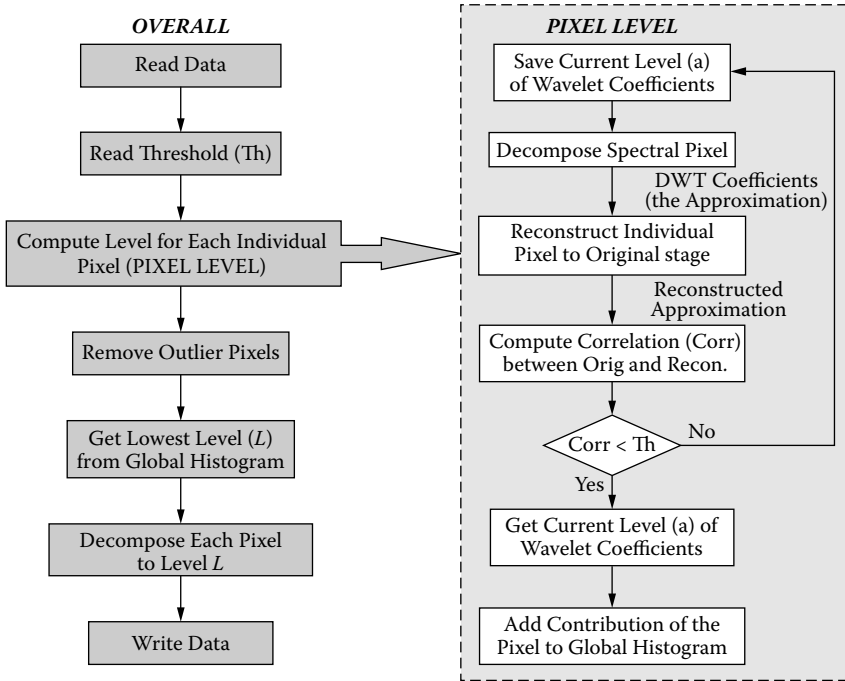 OVERALL
Read Data
Read Threshold (Th)
Compute Level for Each Individual
Pixel (PIXEL LEVEL)
Remove Outlier Pixels
Get Lowest Level (L)
from Global Histogram
Decompose Each Pixel
to Level L
Write Data
PIXEL LEVEL
Save Current Level (a)
of Wavelet Coefficients
Decompose Spectral Pixel
DWT Coefficients
(the Approximation)
Reconstruct Individual
Pixel to Original stage
Reconstructed
Approximation
Compute Correlation (Corr)
between Orig and Recon.
Corr < Th
No
Yes
Get Current Level (a) of
Wavelet Coefficients
Add Contribution of the
Pixel to Global Histogram